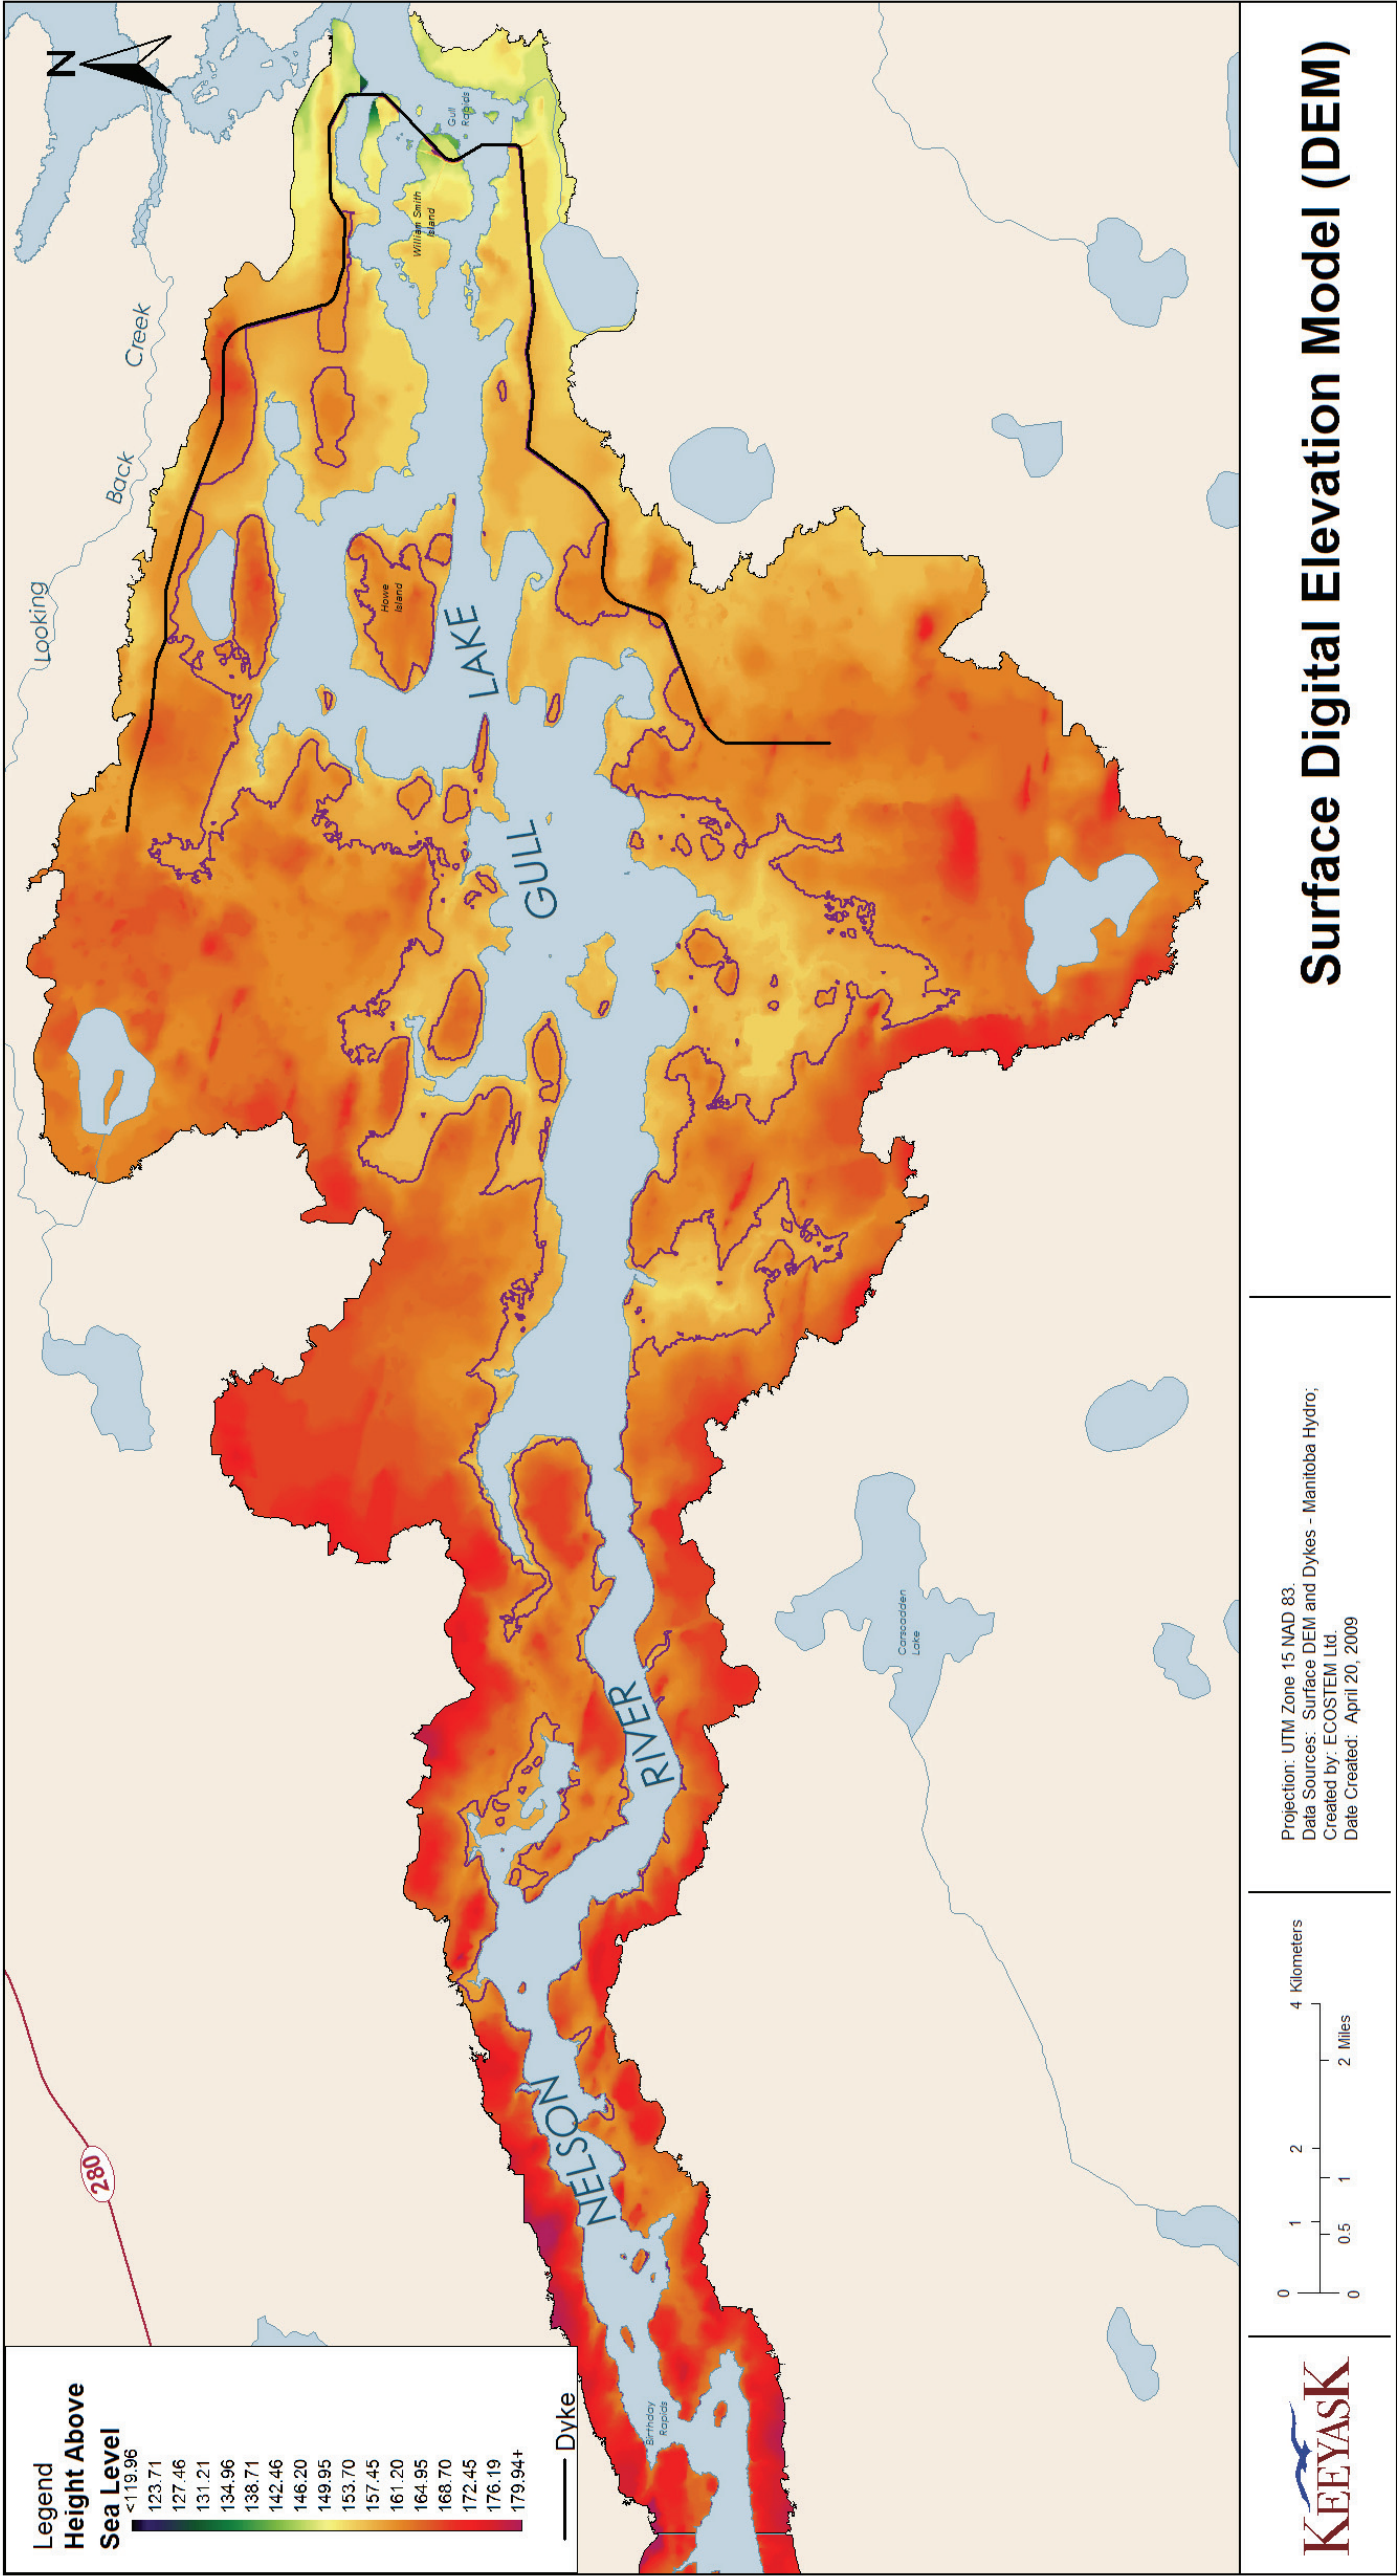 Legend
Height Above
Sea Level
<119.96
123.71
127.46
131.21
134.96
138.71
142.46
146.20
149.95
153.70
157.45
161.20
164.95
168.70
172.45
176.19
179.94+
Dyke
280
N
Looking
Back
Creek
Gull
Rapids
William Smith
Island
Howe
Island
GULL
LAKE
NELSON
RIVER
Birthday
Rapids
Carscadden
Lake
KEEYASK
0 1 2 4 Kilometers
0 0.5 1 2 Miles
Projection: UTM Zone 15 NAD 83.
Data Sources: Surface DEM and Dykes - Manitoba Hydro;
Created by: ECOSTEM Ltd.
Date Created: April 20, 2009
Surface Digital Elevation Model (DEM)